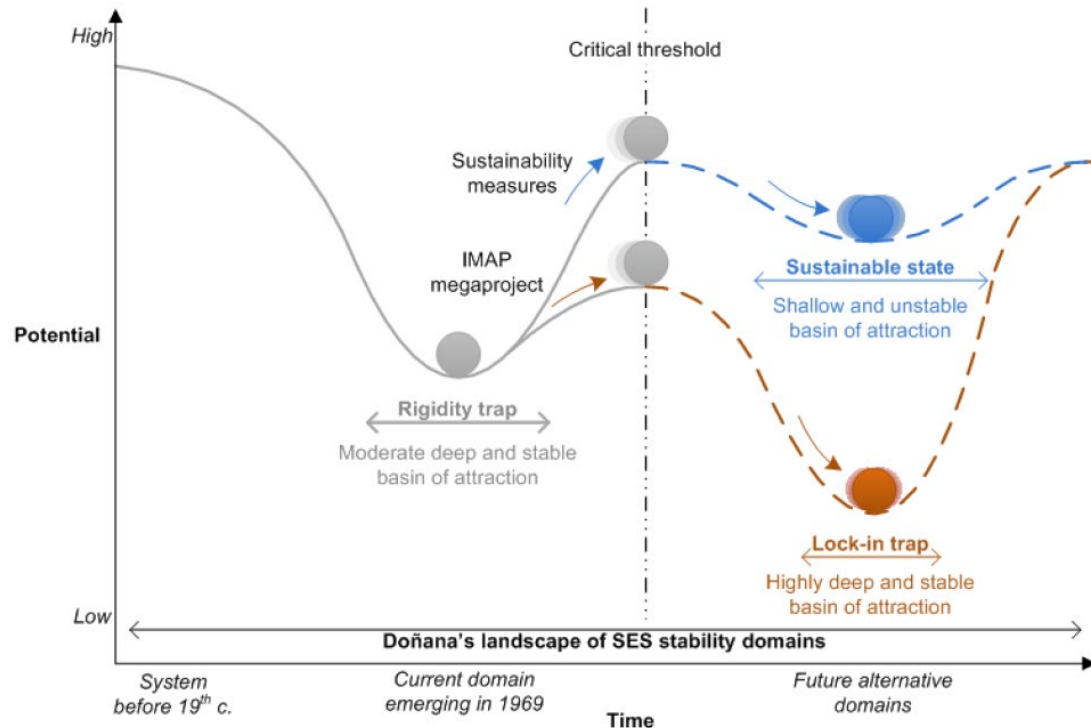 High
Critical threshold
Sustainability
measures
IMAP
megaproject
Sustainable state
Shallow and unstable
basin of attraction
Potential
Rigidity trap
Moderate deep and stable
basin of attraction
Lock-in trap
Highly deep and stable
basin of attraction
Low
Doñana's landscape of SES stability domains
System
before 19th c.
Current domain
emerging in 1969
Future alternative
domains
Time